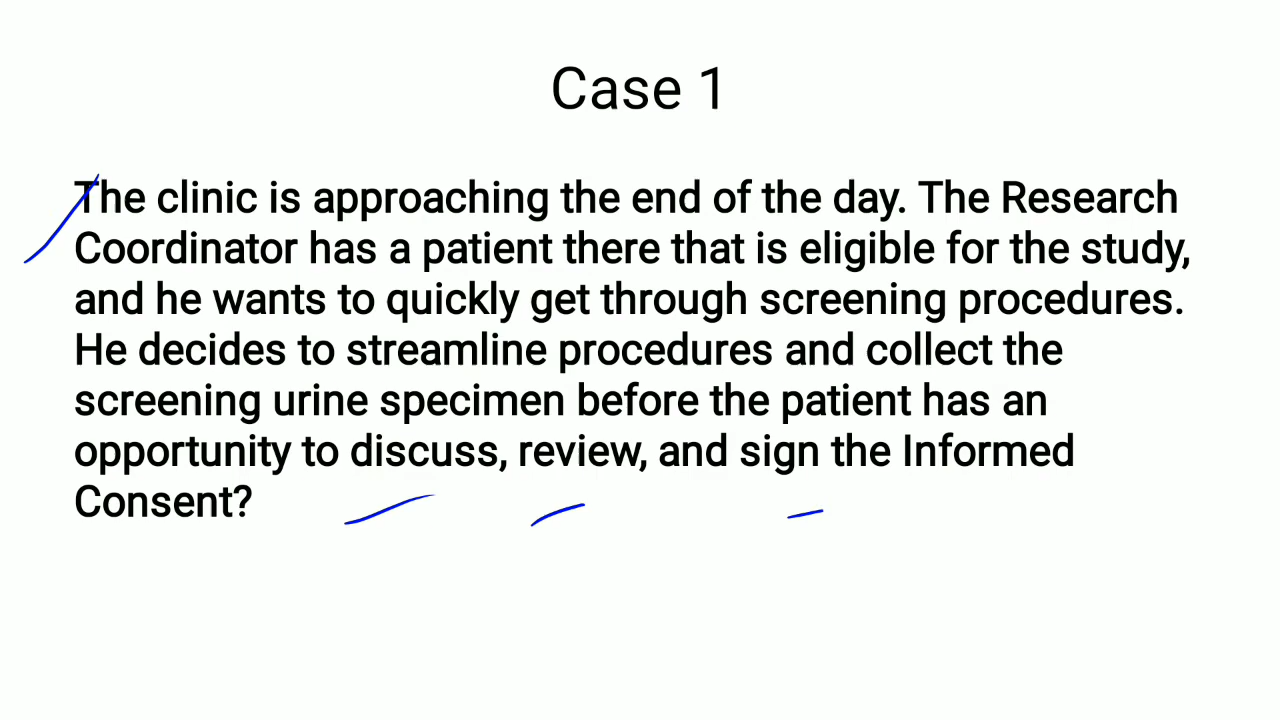 Case 1
The clinic is approaching the end of the day. The Research
Coordinator has a patient there that is eligible for the study,
and he wants to quickly get through screening procedures.
He decides to streamline procedures and collect the
screening urine specimen before the patient has an
opportunity to discuss, review, and sign the Informed
Consent?